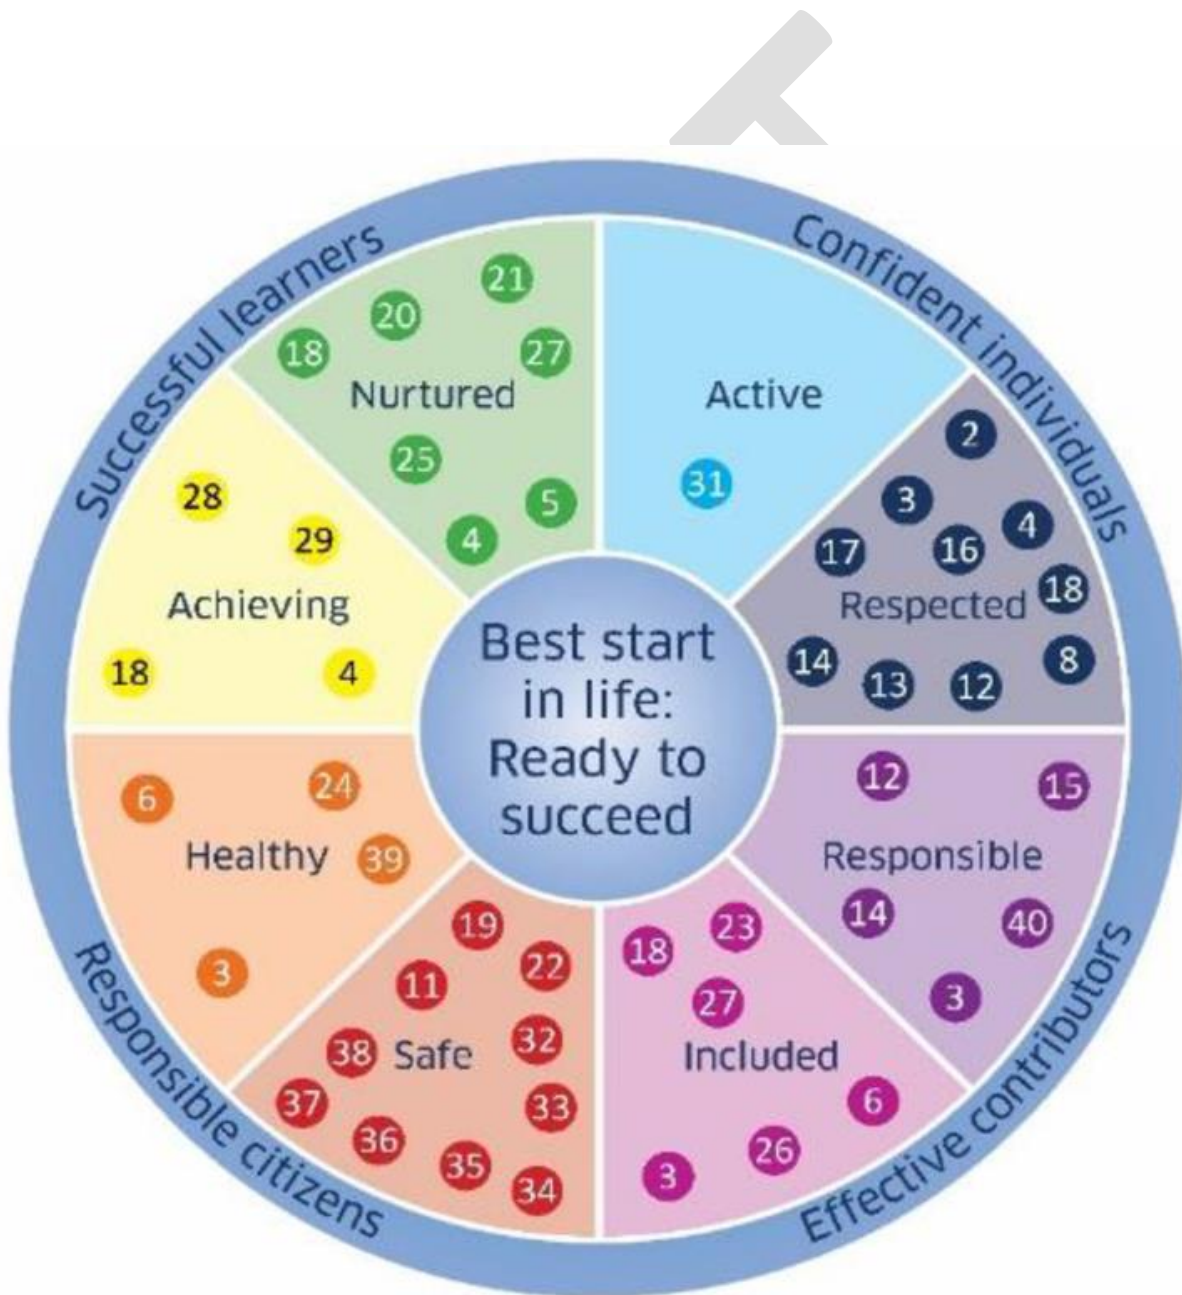 Successful learners
Confident individuals
Responsible citizens
Effective contributors
Best start
in life:
Ready to
succeed
Nurtured
21
20
18
27
25
5
4
Active
31
Respected
2
3
4
17
16
18
14
13
12
8
Responsible
12
15
14
40
3
Included
23
18
27
6
26
3
Safe
19
22
11
32
38
33
37
36
35
34
Healthy
6
24
39
3
Achieving
28
29
18
4